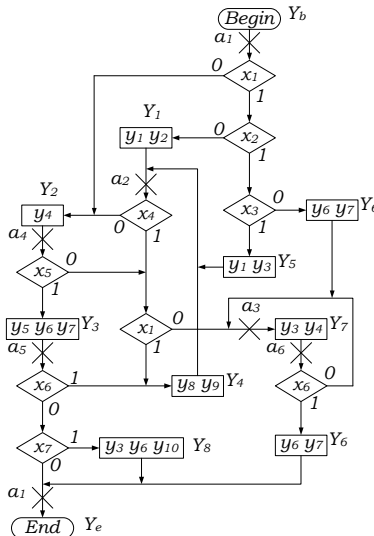 Begin Y_b
a_1
0 x_1
1
Y_1
y_1 y_2 0 x_2
1
a_2
Y_2
y_4 0 x_4 1
x_3 0 y_6 y_7 Y_6
1
a_4
x_5 0
1
y_1 y_3 Y_5
y_5 y_6 y_7 Y_3
x_1 0 a_3 y_3 y_4 Y_7
1
a_5
a_6
x_6 1 y_8 y_9 Y_4
0
x_6 0
1
x_7 1 y_3 y_6 y_10 Y_8
0
y_6 y_7 Y_6
a_1
End Y_e